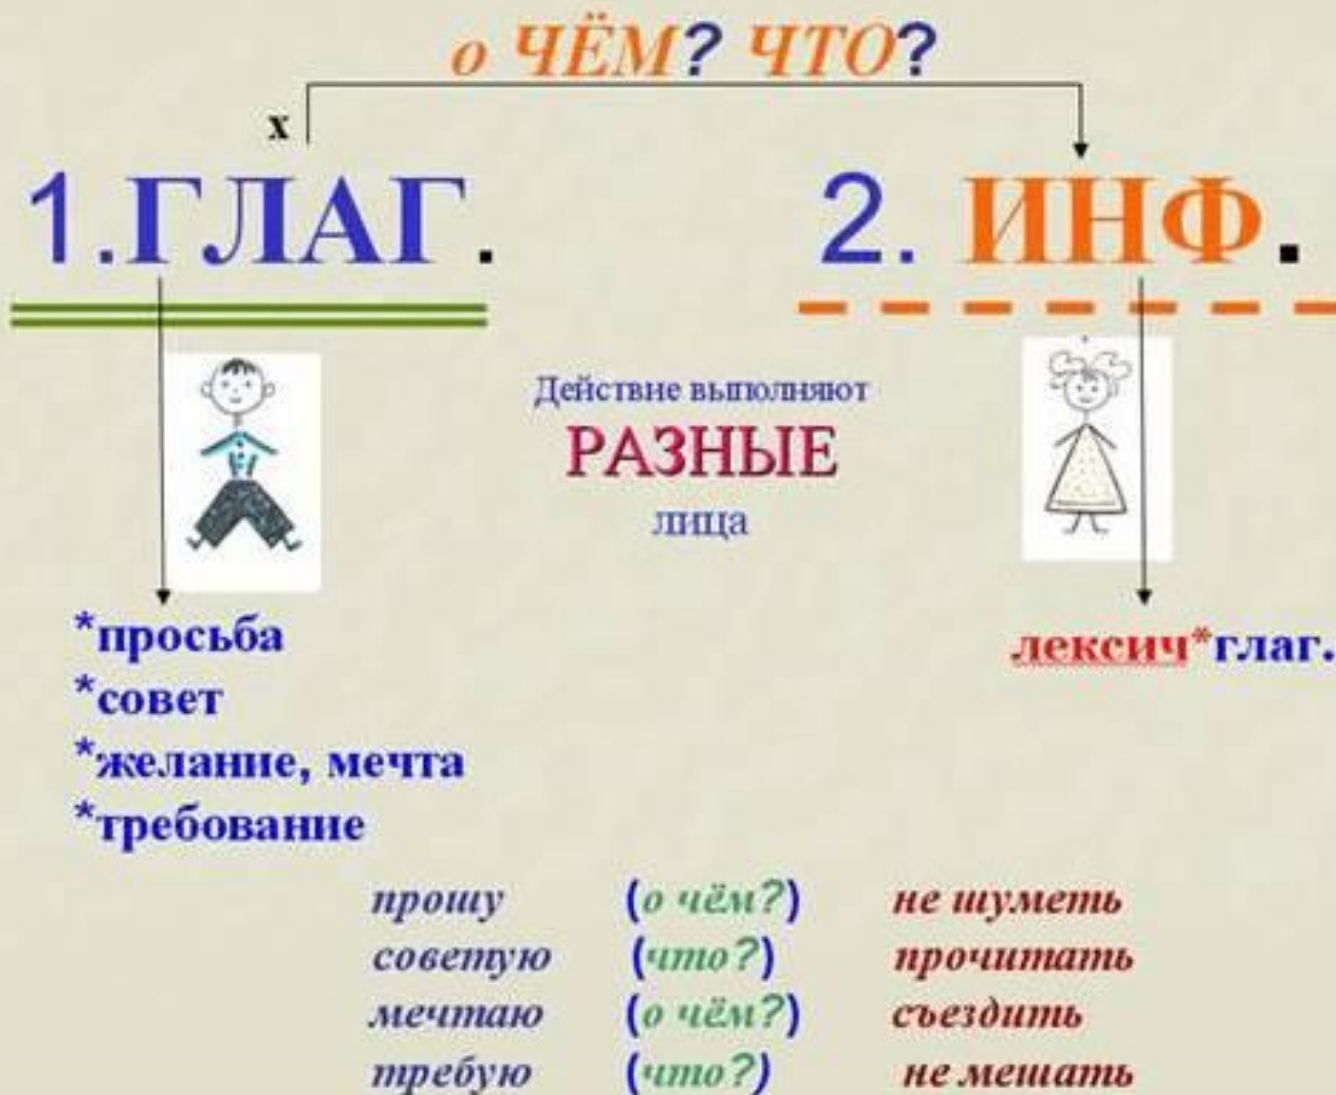 о ЧЁМ? ЧТО?
х
1.ГЛАГ. 2. ИНФ.
Действие выполняют
РАЗНЫЕ
лица
*просьба
*совет
*желание, мечта
*требование
лексич*глаг.
прошу (о чём?) не шуметь
советую (что?) прочитать
мечтаю (о чём?) съездить
требую (что?) не мешать